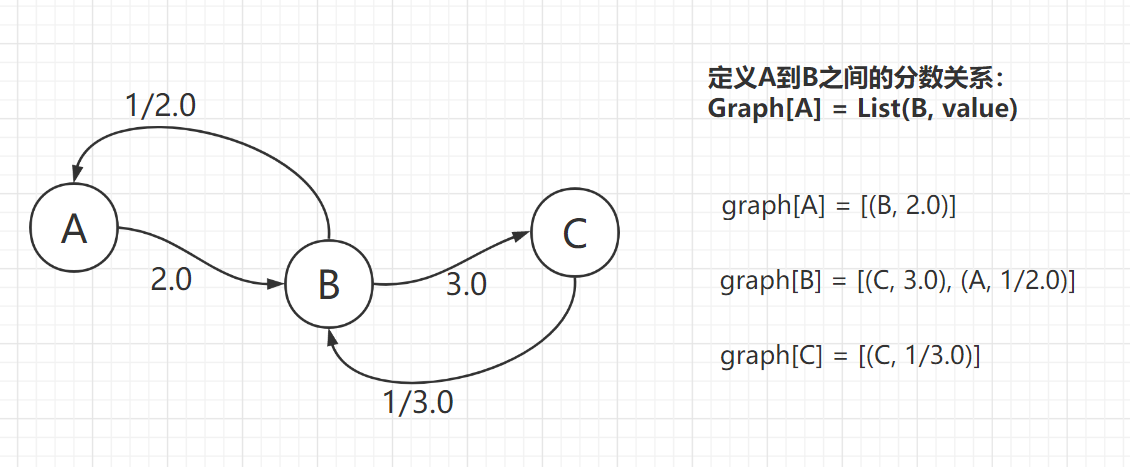 定义A到B之间的分数关系：
Graph[A] = List(B, value)
1/2.0
A
2.0
B
3.0
C
1/3.0
graph[A] = [(B, 2.0)]
graph[B] = [(C, 3.0), (A, 1/2.0)]
graph[C] = [(C, 1/3.0)]